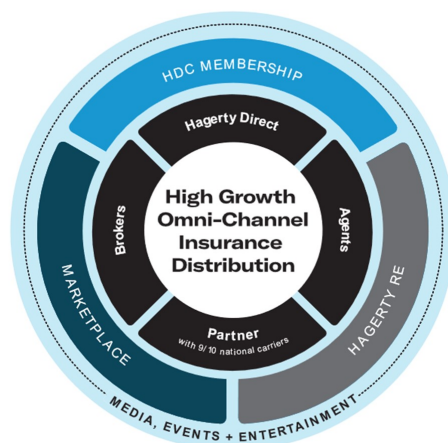 HDC MEMBERSHIP
Hagerty Direct
Brokers
High Growth
Omni-Channel
Insurance
Distribution
Agents
Partner
with 9/10 national carriers
MARKETPLACE
HAGERTY RE
MEDIA, EVENTS + ENTERTAINMENT